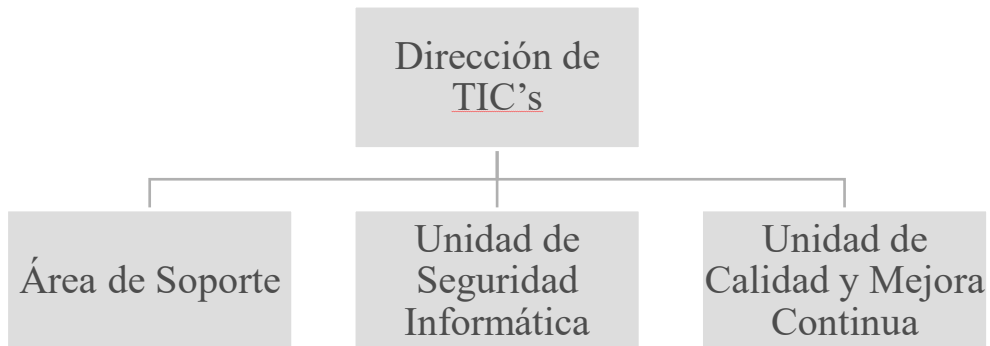 Dirección de
TIC’s
Área de Soporte
Unidad de
Seguridad
Informática
Unidad de
Calidad y Mejora
Continua